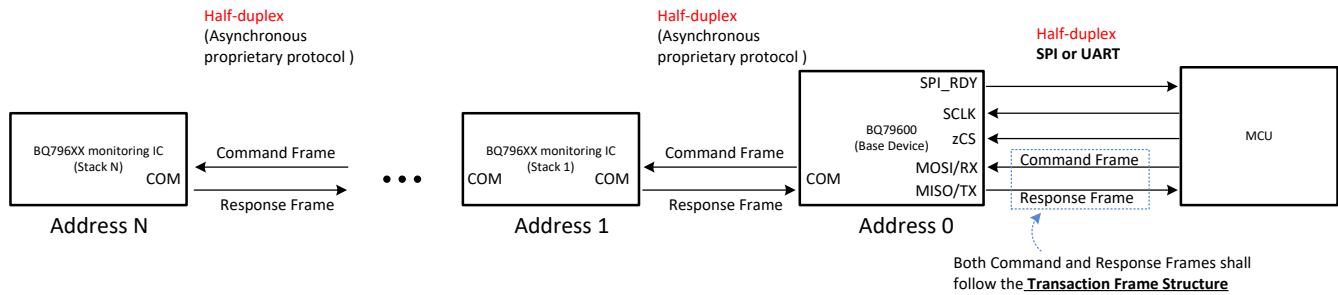 Half-duplex
(Asynchronous
proprietary protocol )
Half-duplex
(Asynchronous
proprietary protocol )
Half-duplex
SPI or UART
BQ796XX monitoring IC
(Stack N)
COM
Address N
Command Frame
Response Frame
BQ796XX monitoring IC
(Stack 1)
COM
COM
Address 1
Command Frame
Response Frame
BQ79600
(Base Device)
COM
SPI_RDY
SCLK
zCS
MOSI/RX
MISO/TX
Address 0
Command Frame
Response Frame
MCU
Both Command and Response Frames shall
follow the Transaction Frame Structure